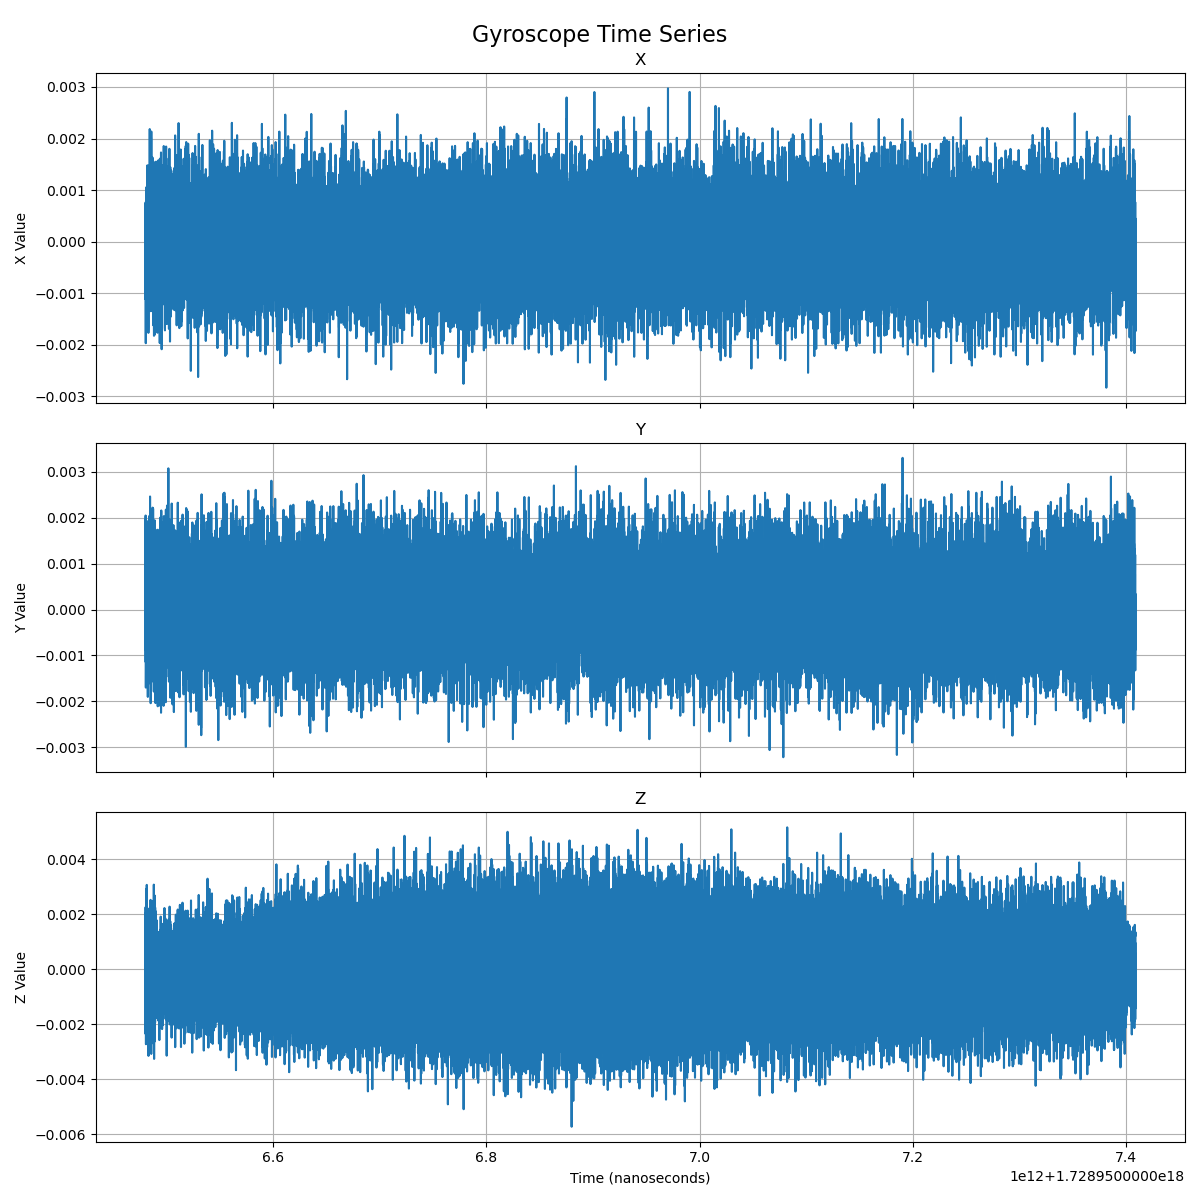 Gyroscope Time Series
X
0.003
0.002
0.001
0.000
−0.001
−0.002
−0.003
X Value
Y
0.003
0.002
0.001
0.000
−0.001
−0.002
−0.003
Y Value
Z
0.004
0.002
0.000
−0.002
−0.004
−0.006
Z Value
6.6 6.8 7.0 7.2 7.4
Time (nanoseconds)
1e12+1.7289500000e18